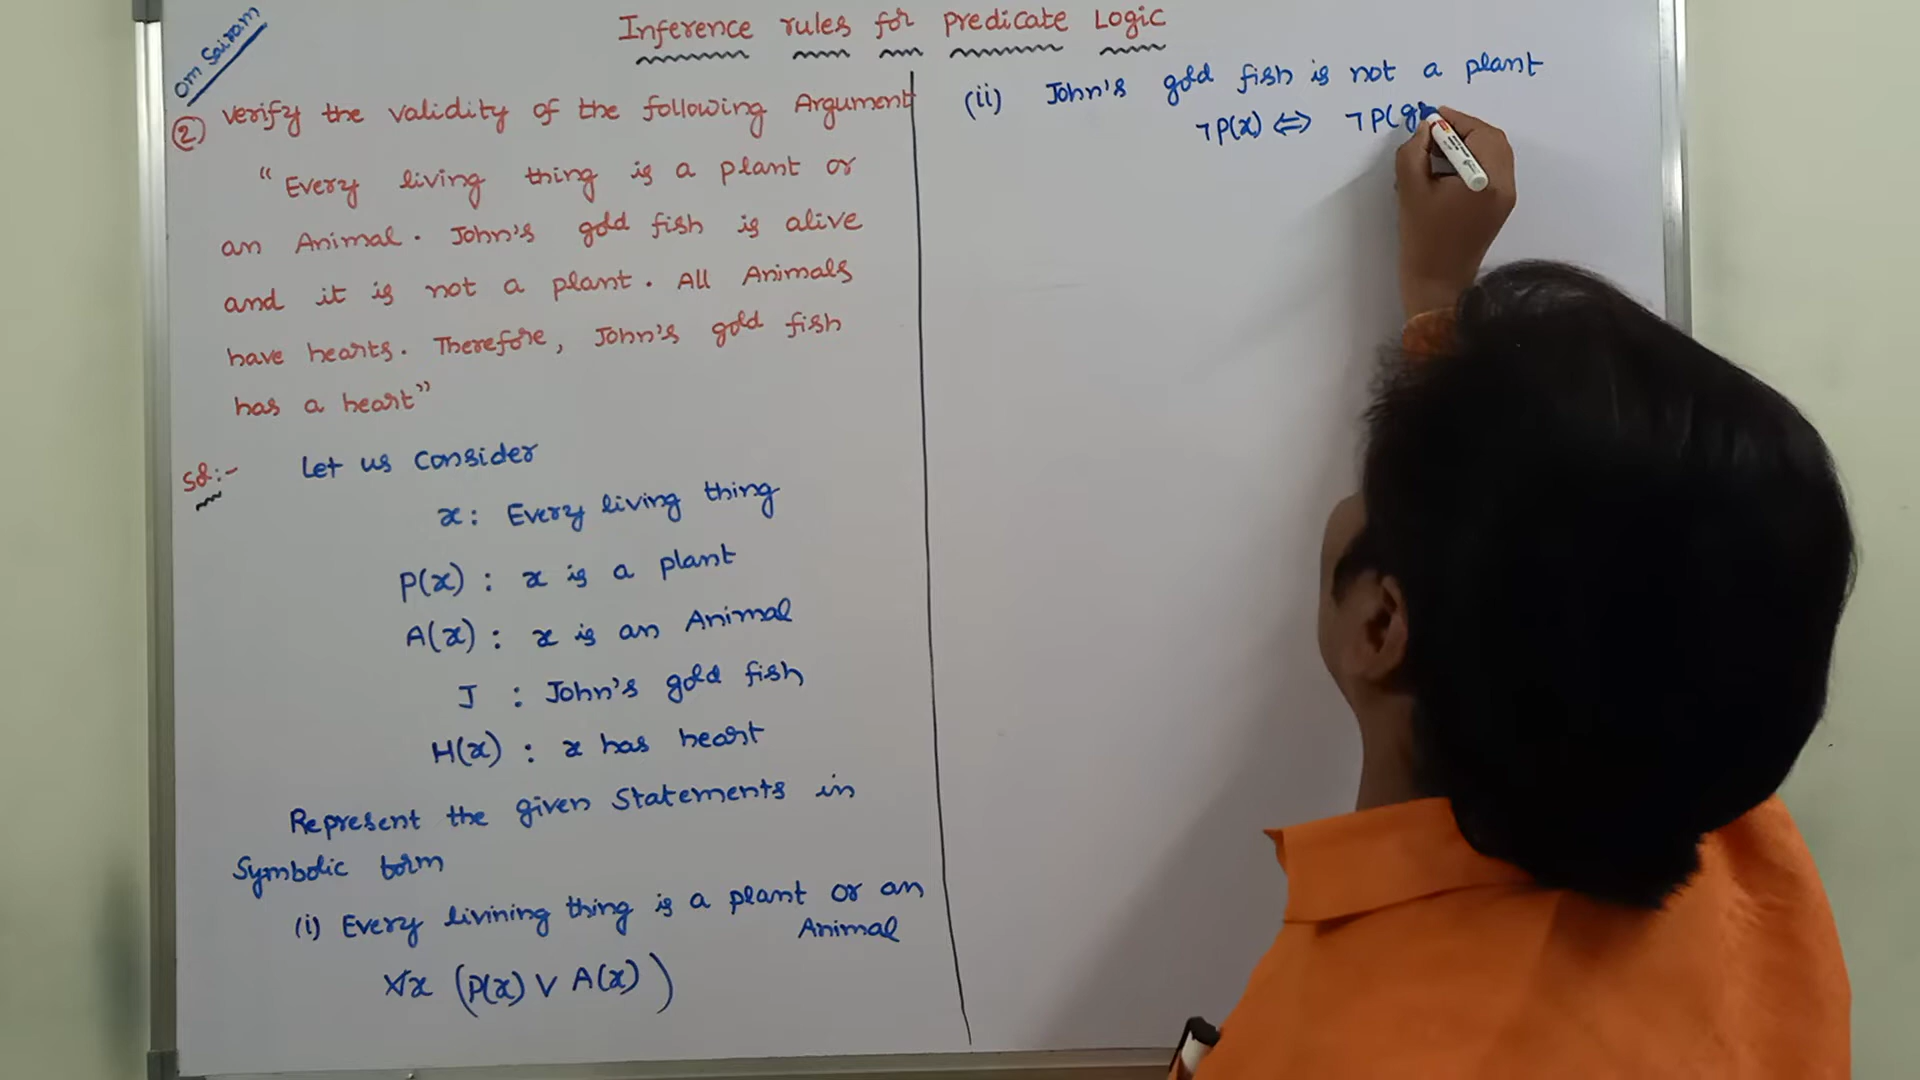 Om Sairam
Inference rules for predicate Logic
② verify the validity of the following Argument
“ Every living thing is a plant or
an Animal. John's gold fish is alive
and it is not a plant. All Animals
have hearts. Therefore, John's gold fish
has a heart”
Sol:- Let us Consider
x : Every living thing
P(x) : x is a plant
A(x) : x is an Animal
J : John's gold fish
H(x) : x has heart
Represent the given Statements in
Symbolic form
(i) Every livining thing is a plant or an
Animal
∀x (P(x) ∨ A(x))
(ii) John's gold fish is not a plant
¬P(x) ⇔ ¬P(g